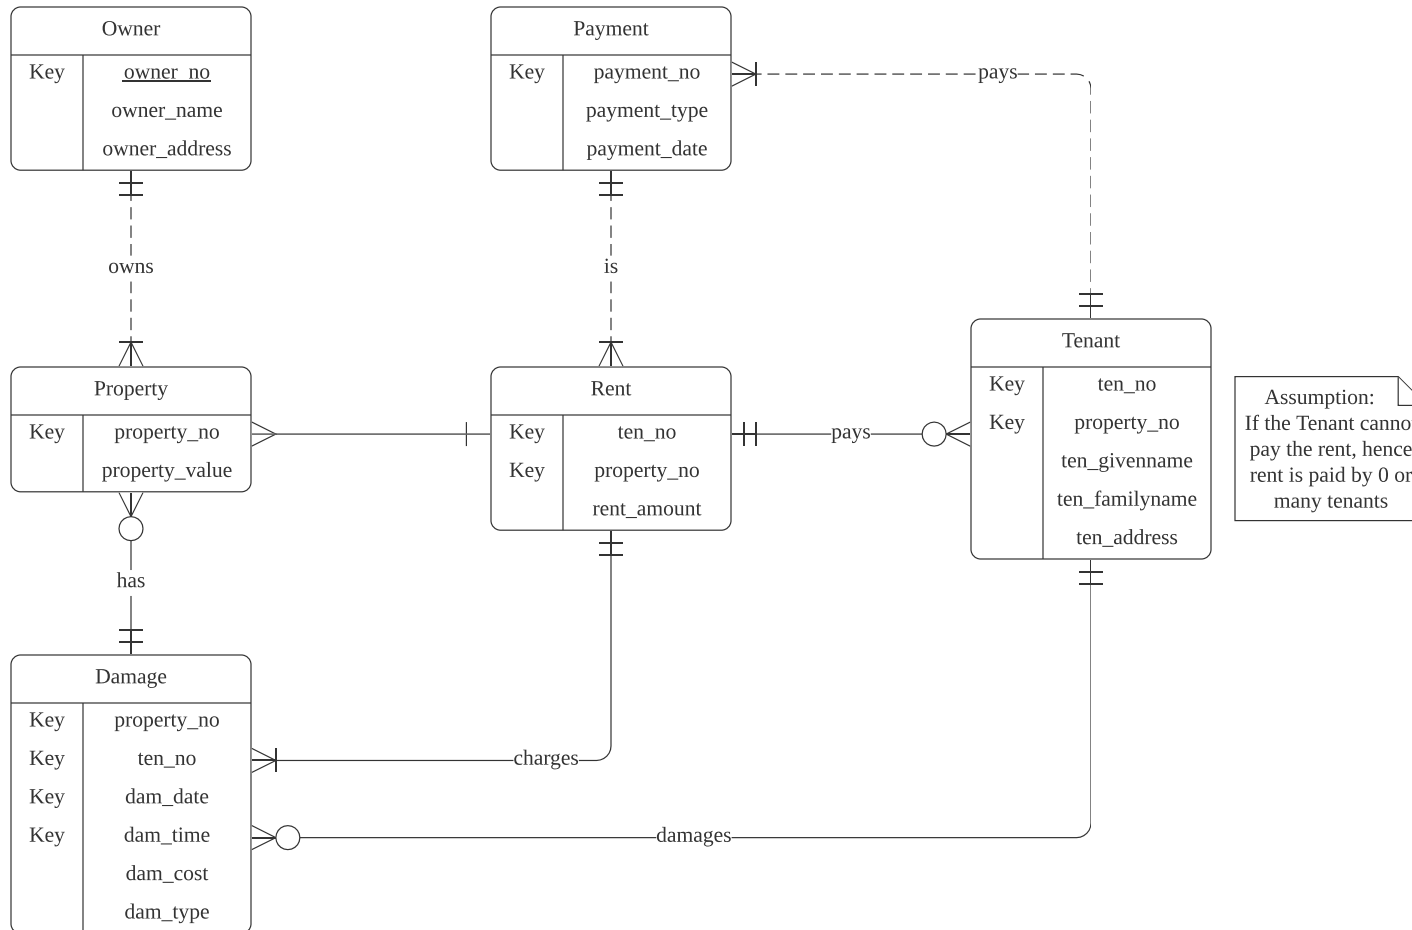 Owner
Key owner_no
owner_name
owner_address
Payment
Key payment_no
payment_type
payment_date
pays
owns
is
Property
Key property_no
property_value
Rent
Key ten_no
Key property_no
rent_amount
pays
Tenant
Key ten_no
Key property_no
ten_givenname
ten_familyname
ten_address
Assumption:
If the Tenant canno
pay the rent, hence
rent is paid by 0 or
many tenants
has
Damage
Key property_no
Key ten_no
Key dam_date
Key dam_time
dam_cost
dam_type
charges
damages